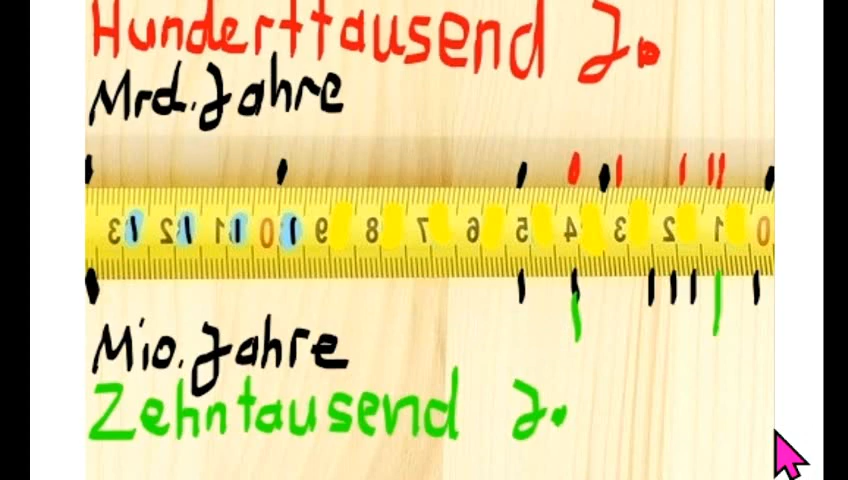 Hunderttausend J.
Mrd. Jahre
13 12 11 10 9 8 7 6 5 4 3 2 1 0
Mio. Jahre
Zehntausend J.